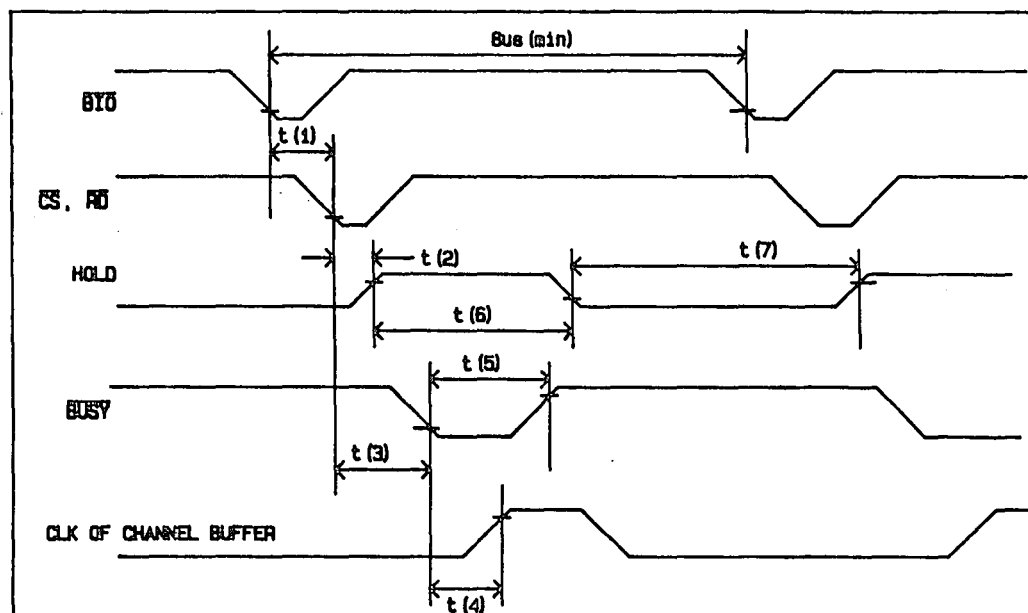 8us (min)
BIO
t (1)
CS, RD
HOLD
t (2)
t (7)
t (6)
t (5)
BUSY
t (3)
CLK OF CHANNEL BUFFER
t (4)